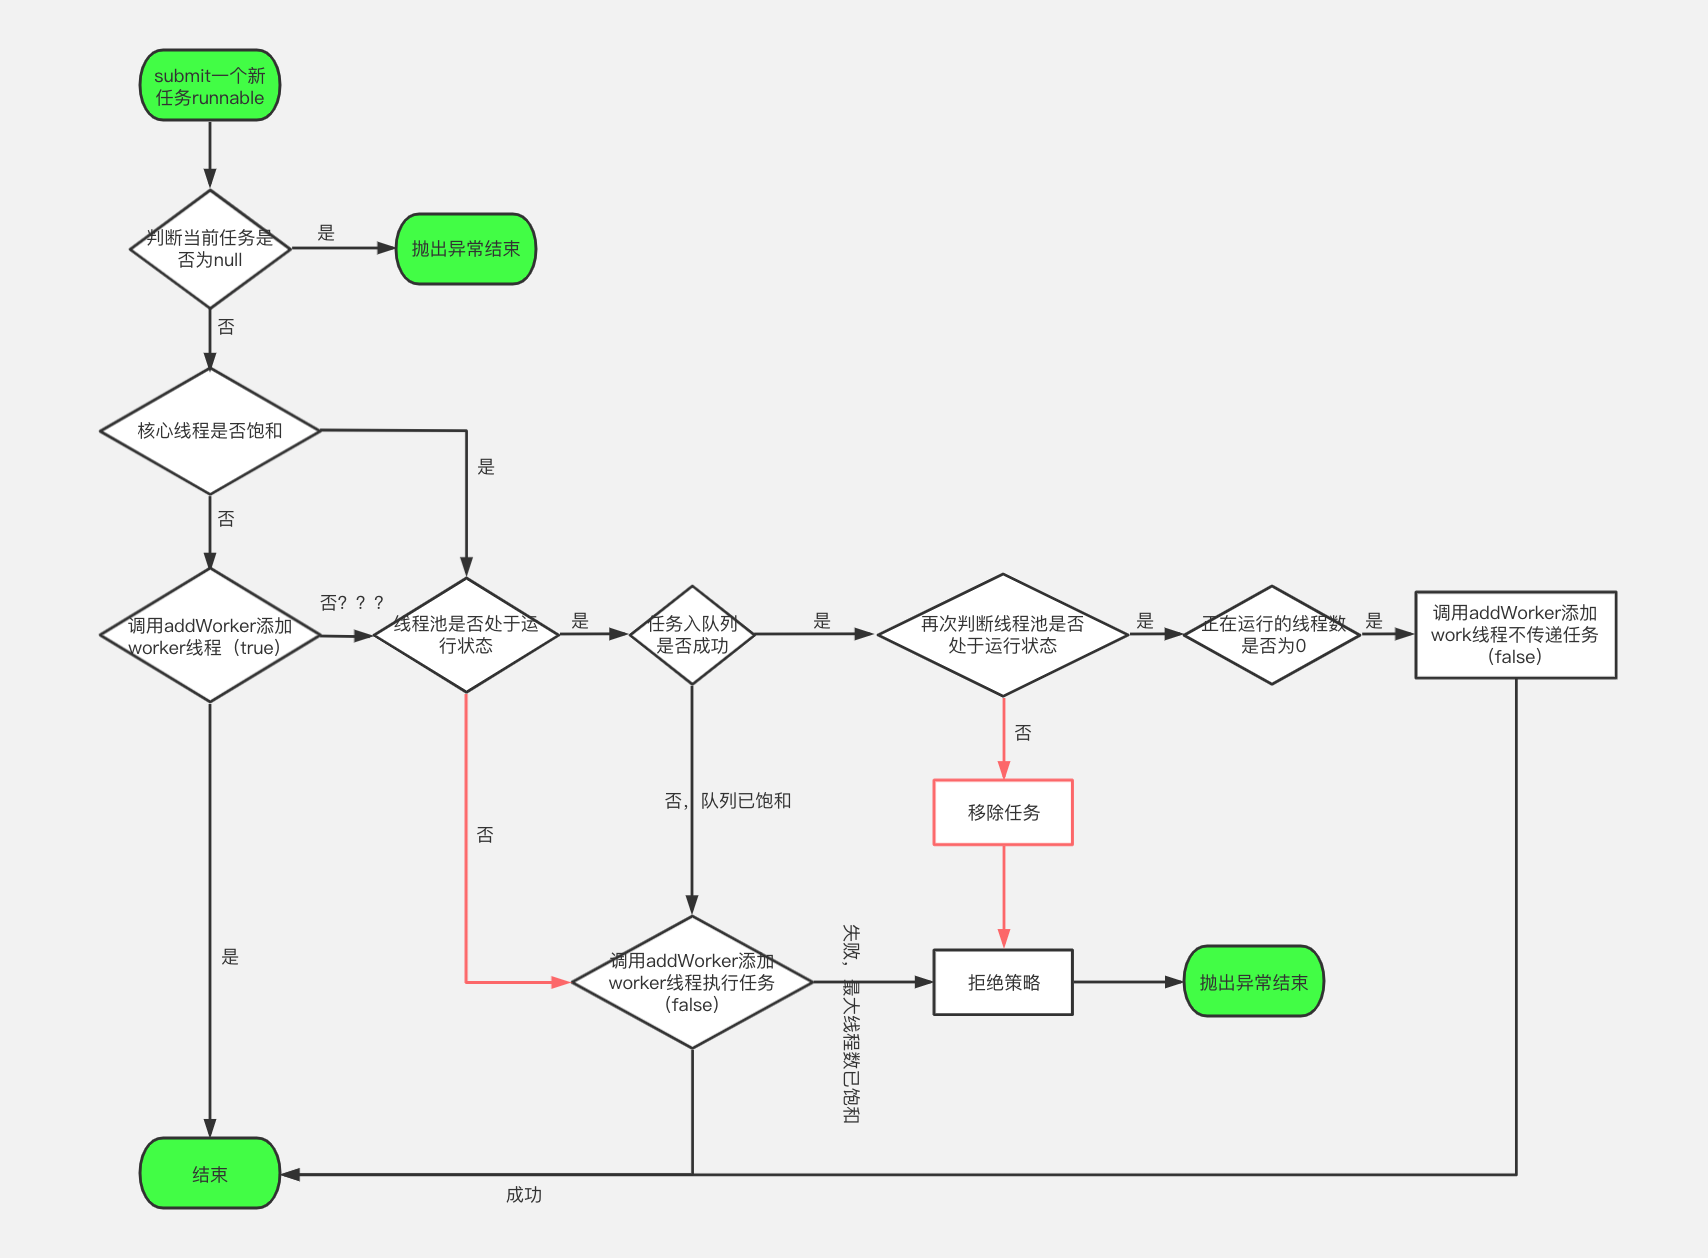 submit一个新
任务runnable
判断当前任务是
否为null
是
抛出异常结束
否
核心线程是否饱和
是
否
调用addWorker添加
worker线程（true）
否？？？
线程池是否处于运
行状态
是
任务入队列
是否成功
是
再次判断线程池是否
处于运行状态
是
正在运行的线程数
是否为0
是
调用addWorker添加
work线程不传递任务
（false）
否
移除任务
否，队列已饱和
否
是
调用addWorker添加
worker线程执行任务
（false）
失败，最大线程数已饱和
拒绝策略
抛出异常结束
结束
成功